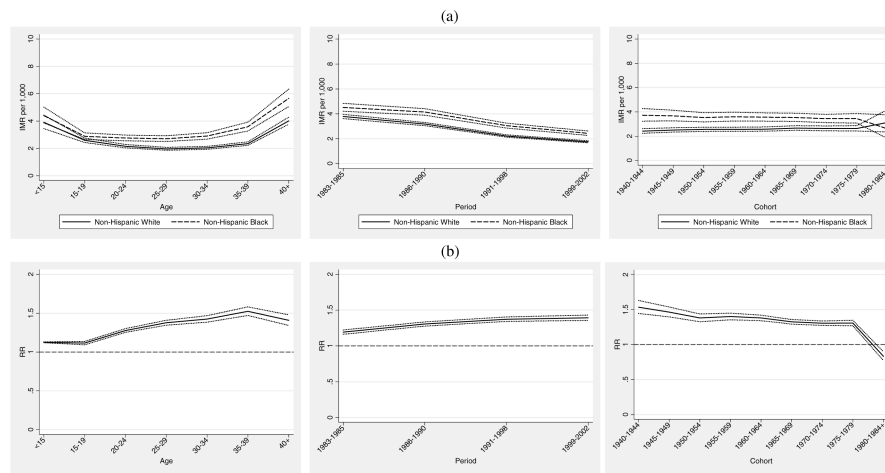 (a)
IMR per 1,000
0 2 4 6 8 10
<15 15-19 20-24 25-29 30-34 35-39 40+
Age
Non-Hispanic White Non-Hispanic Black
IMR per 1,000
0 2 4 6 8 10
1983-1985 1986-1990 1991-1998 1999-2002
Period
Non-Hispanic White Non-Hispanic Black
IMR per 1,000
0 2 4 6 8 10
1940-1944 1945-1949 1950-1954 1955-1959 1960-1964 1965-1969 1970-1974 1975-1979 1980-1984+
Cohort
Non-Hispanic White Non-Hispanic Black
(b)
RR
0 .5 1 1.5 2
<15 15-19 20-24 25-29 30-34 35-39 40+
Age
RR
0 .5 1 1.5 2
1983-1985 1986-1990 1991-1998 1999-2002
Period
RR
0 .5 1 1.5 2
1940-1944 1945-1949 1950-1954 1955-1959 1960-1964 1965-1969 1970-1974 1975-1979 1980-1984+
Cohort